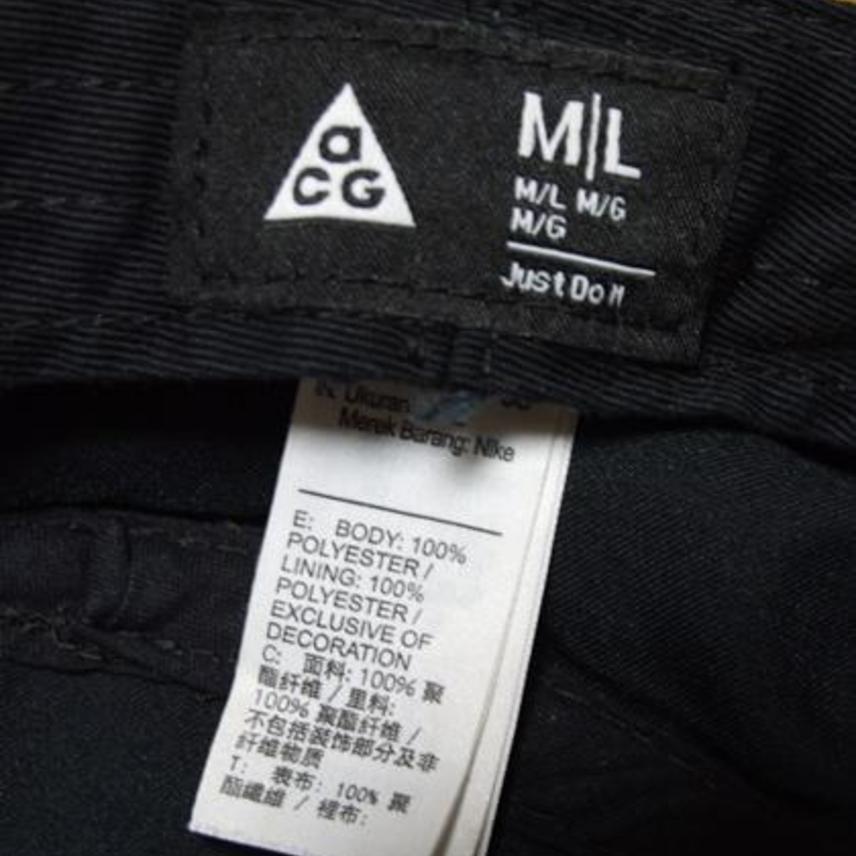 a
CG
M|L
M/L M/G
M/G
Just Do It
Ukuran
Merek Barang: Nike
E: BODY: 100%
POLYESTER /
LINING: 100%
POLYESTER /
EXCLUSIVE OF
DECORATION
C: 面料: 100% 聚
酯纤维 / 里料:
100% 聚酯纤维 /
不包括装饰部分及非
纤维物质
T: 表布: 100% 聚
酯纖維 / 裡布: